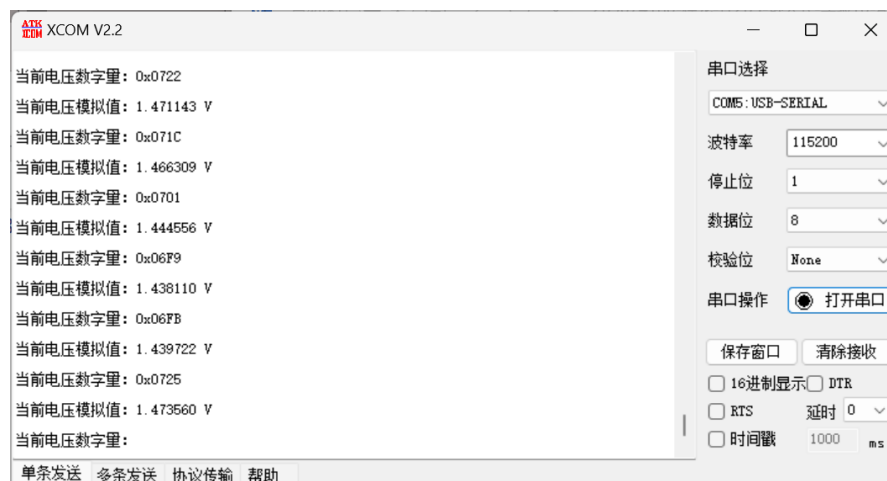 ATK XCOM XCOM V2.2
当前电压数字量: 0x0722
当前电压模拟值: 1.471143 V
当前电压数字量: 0x071C
当前电压模拟值: 1.466309 V
当前电压数字量: 0x0701
当前电压模拟值: 1.444556 V
当前电压数字量: 0x06F9
当前电压模拟值: 1.438110 V
当前电压数字量: 0x06FB
当前电压模拟值: 1.439722 V
当前电压数字量: 0x0725
当前电压模拟值: 1.473560 V
当前电压数字量:
串口选择
COM5:USB-SERIAL
波特率 115200
停止位 1
数据位 8
校验位 None
串口操作 打开串口
保存窗口 清除接收
16进制显示 DTR
RTS 延时 0
时间戳 1000 ms
单条发送 多条发送 协议传输 帮助